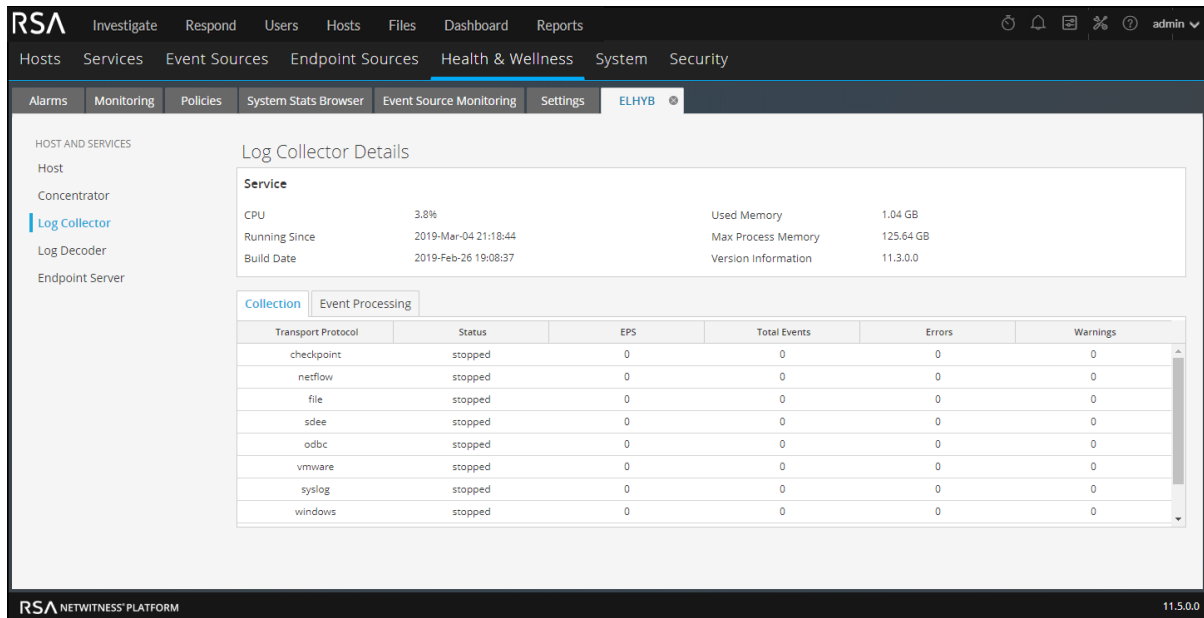 RSA Investigate Respond Users Hosts Files Dashboard Reports admin
Hosts Services Event Sources Endpoint Sources Health & Wellness System Security
Alarms Monitoring Policies System Stats Browser Event Source Monitoring Settings ELHYB
HOST AND SERVICES
Host
Concentrator
Log Collector
Log Decoder
Endpoint Server
Log Collector Details
Service
CPU 3.8% Used Memory 1.04 GB
Running Since 2019-Mar-04 21:18:44 Max Process Memory 125.64 GB
Build Date 2019-Feb-26 19:08:37 Version Information 11.3.0.0
Collection Event Processing
Transport Protocol Status EPS Total Events Errors Warnings
checkpoint stopped 0 0 0 0
netflow stopped 0 0 0 0
file stopped 0 0 0 0
sdee stopped 0 0 0 0
odbc stopped 0 0 0 0
vmware stopped 0 0 0 0
syslog stopped 0 0 0 0
windows stopped 0 0 0 0
RSA NETWITNESS® PLATFORM 11.5.0.0